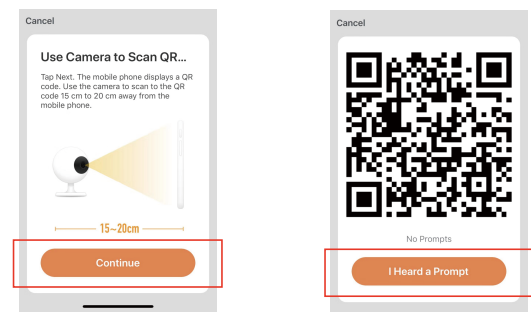 Cancel
Use Camera to Scan QR...
Tap Next. The mobile phone displays a QR
code. Use the camera to scan to the QR
code 15 cm to 20 cm away from the
mobile phone.
15~20cm
Continue
Cancel
No Prompts
I Heard a Prompt